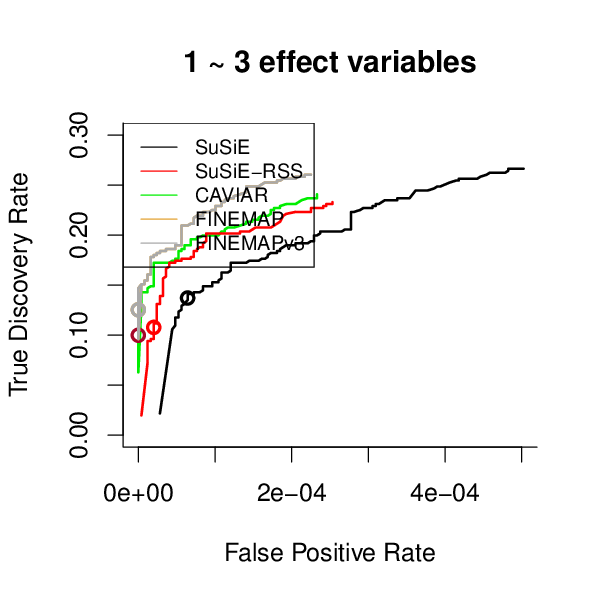 1 ~ 3 effect variables
True Discovery Rate
0.30
0.20
0.10
0.00
SuSiE
SuSiE−RSS
CAVIAR
FINEMAP
FINEMAPv3
0e+00
2e−04
4e−04
False Positive Rate